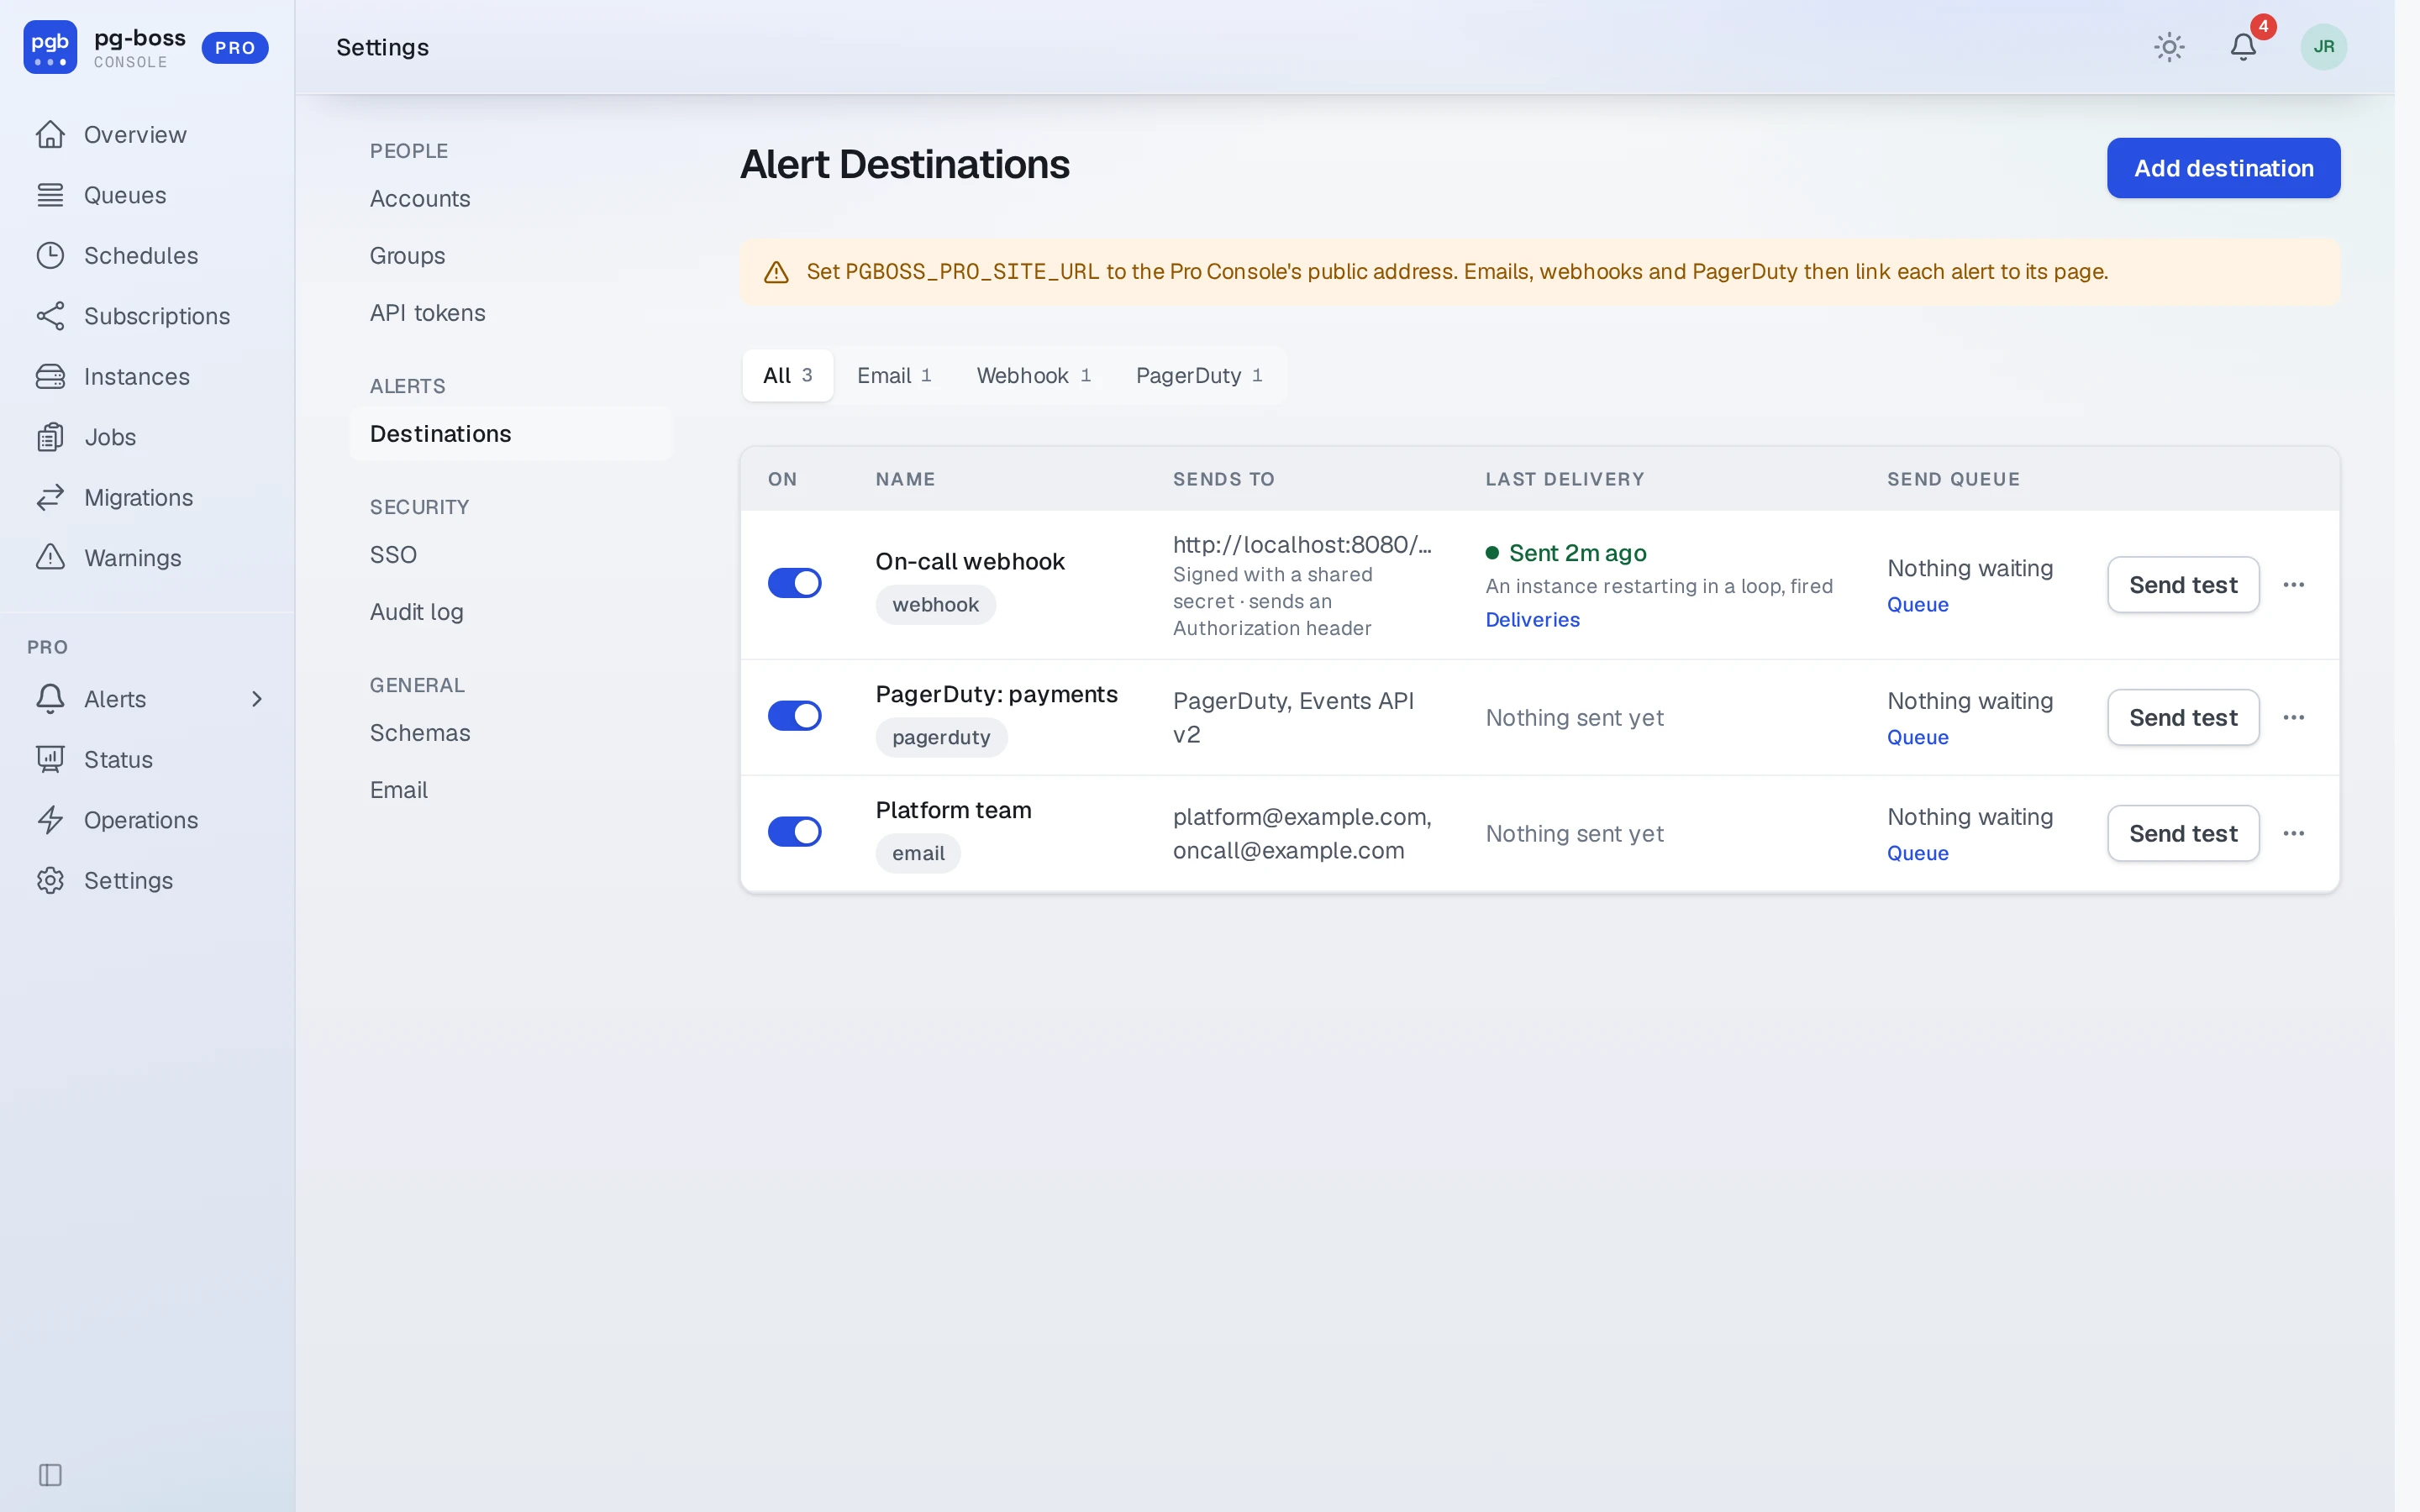 pgb
pg-boss
CONSOLE
PRO
Overview
Queues
Schedules
Subscriptions
Instances
Jobs
Migrations
Warnings
PRO
Alerts
Status
Operations
Settings
Settings
4
JR
PEOPLE
Accounts
Groups
API tokens
ALERTS
Destinations
SECURITY
SSO
Audit log
GENERAL
Schemas
Email
Alert Destinations
Add destination
Set PGBOSS_PRO_SITE_URL to the Pro Console's public address. Emails, webhooks and PagerDuty then link each alert to its page.
All 3 Email 1 Webhook 1 PagerDuty 1
ON NAME SENDS TO LAST DELIVERY SEND QUEUE
On-call webhook
webhook
http://localhost:8080/...
Signed with a shared
secret · sends an
Authorization header
Sent 2m ago
An instance restarting in a loop, fired
Deliveries
Nothing waiting
Queue
Send test
PagerDuty: payments
pagerduty
PagerDuty, Events API
v2
Nothing sent yet
Nothing waiting
Queue
Send test
Platform team
email
platform@example.com,
oncall@example.com
Nothing sent yet
Nothing waiting
Queue
Send test